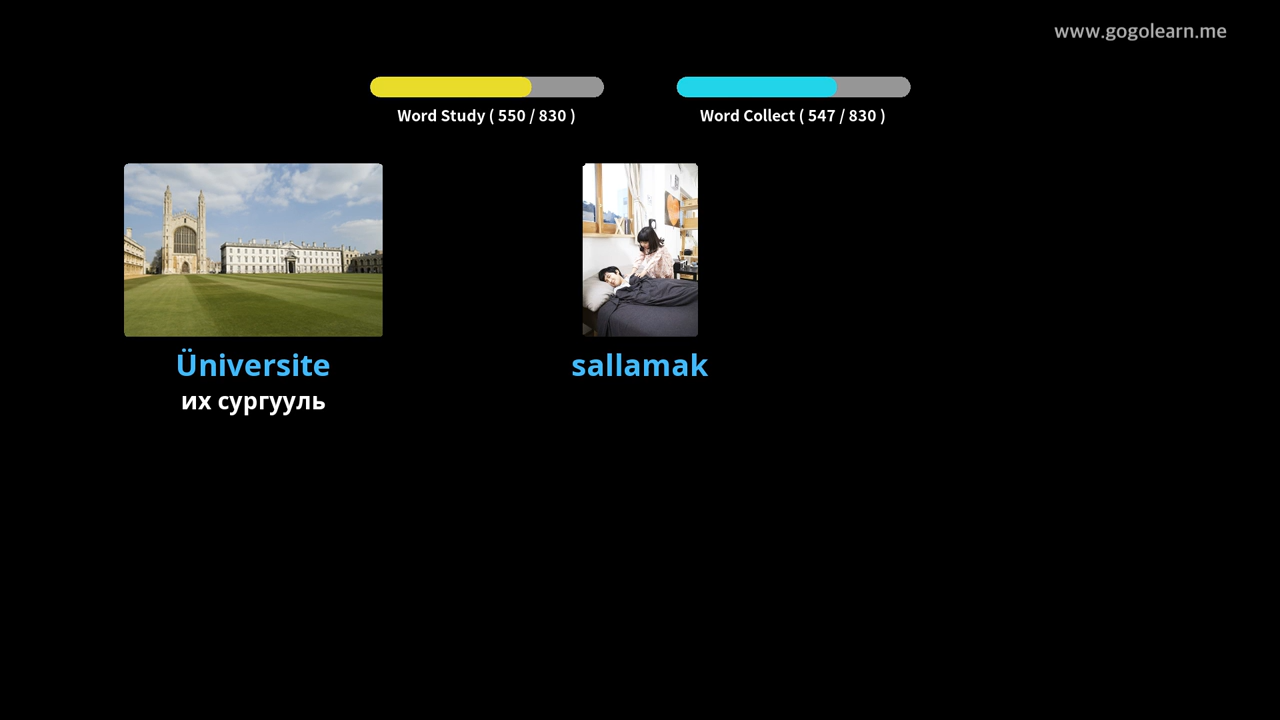 www.gogolearn.me
Word Study ( 550 / 830 )
Word Collect ( 547 / 830 )
Üniversite
их сургууль
sallamak